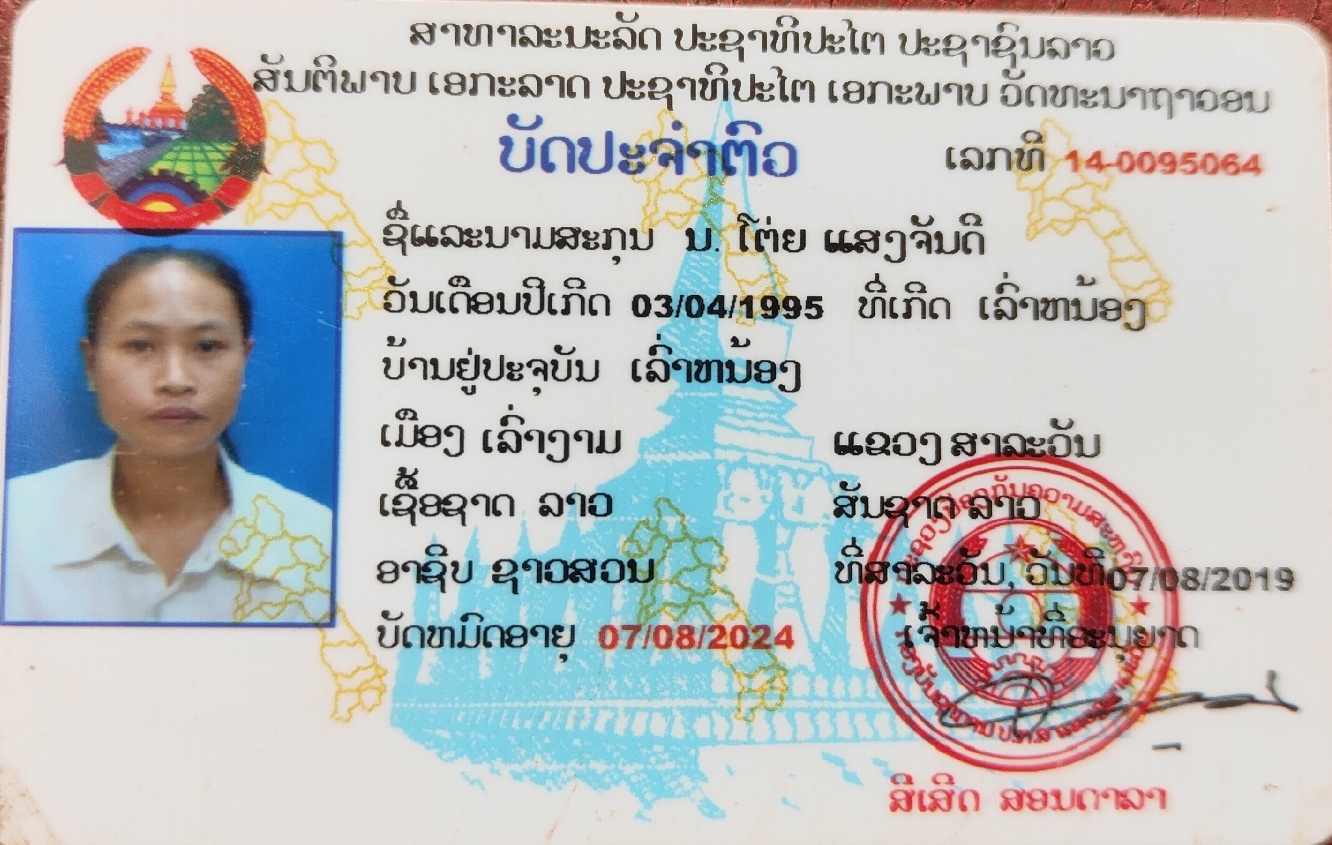 ສາທາລະນະລັດ ປະຊາທິປະໄຕ ປະຊາຊົນລາວ
ສັນຕິພາບ ເອກະລາດ ປະຊາທິປະໄຕ ເອກະພາບ ວັດທະນາຖາວອນ
ບັດປະຈຳຕົວ ເລກທີ 14-0095064
ຊື່ແລະນາມສະກຸນ ນ. ໂຕ່ຍ ແສງຈັນດີ
ວັນເດືອນປີເກີດ 03/04/1995 ທີ່ເກີດ ເລົ່າຫນ້ອງ
ບ້ານຢູ່ປະຈຸບັນ ເລົ່າຫນ້ອງ
ເມືອງ ເລົ່າງາມ ແຂວງ ສາລະວັນ
ເຊື້ອຊາດ ລາວ ສັນຊາດ ລາວ
ອາຊີບ ຊາວສວນ ທີ່ສາລະວັນ, ວັນທີ 07/08/2019
ບັດຫມົດອາຍຸ 07/08/2024 ເຈົ້າຫນ້າທີ່ອະນຸຍາດ
ສີເສີດ ສອນດາລາ